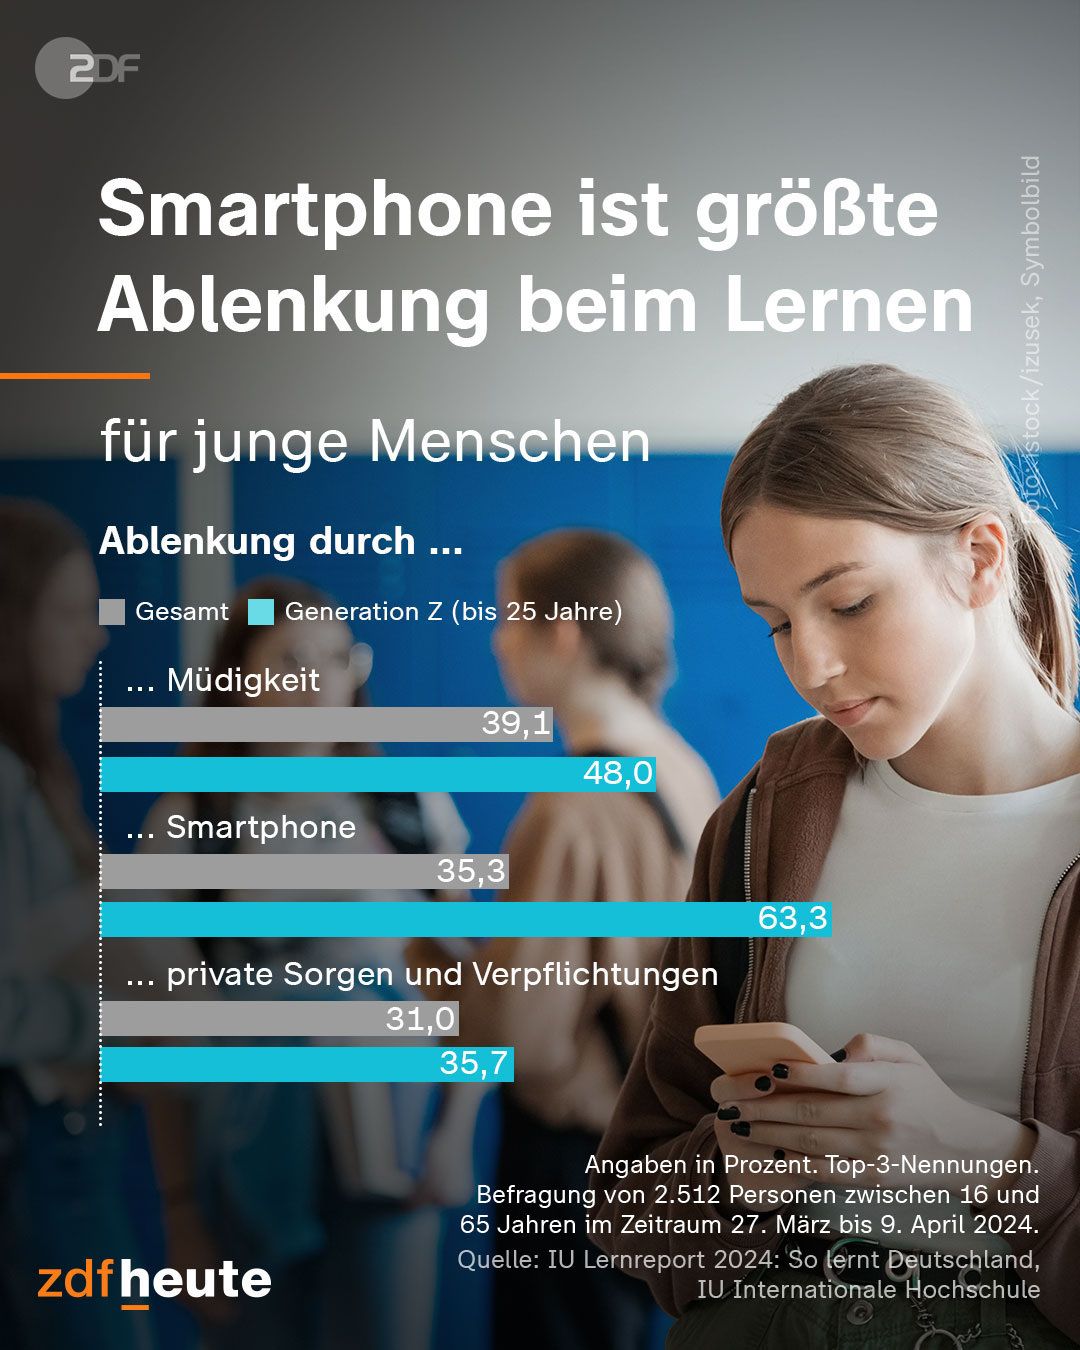 ZDF
Smartphone ist größte
Ablenkung beim Lernen
für junge Menschen
Foto: istock/izusek, Symbolbild
Ablenkung durch ...
Gesamt Generation Z (bis 25 Jahre)
... Müdigkeit
39,1
48,0
... Smartphone
35,3
63,3
... private Sorgen und Verpflichtungen
31,0
35,7
Angaben in Prozent. Top-3-Nennungen.
Befragung von 2.512 Personen zwischen 16 und
65 Jahren im Zeitraum 27. März bis 9. April 2024.
Quelle: IU Lernreport 2024: So lernt Deutschland,
IU Internationale Hochschule
zdfheute